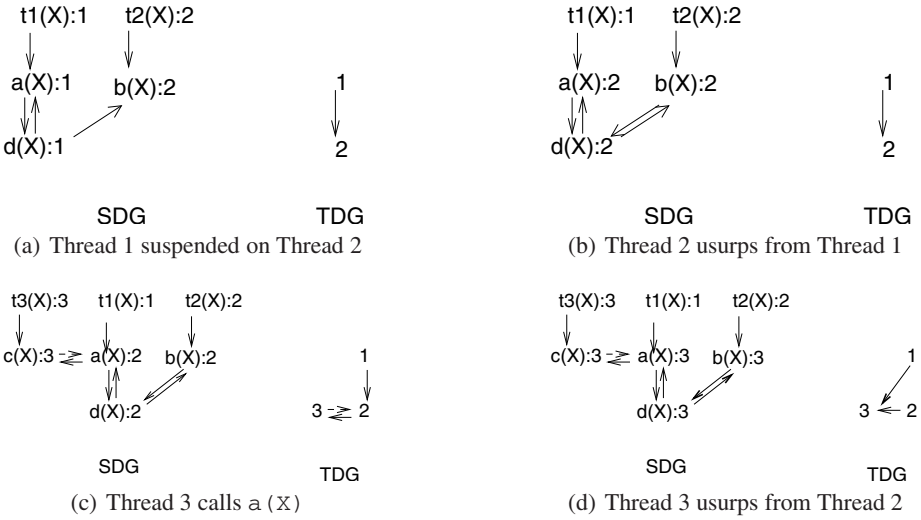 t1(X):1 t2(X):2
a(X):1 b(X):2 1
d(X):1 2
SDG TDG
(a) Thread 1 suspended on Thread 2
t1(X):1 t2(X):2
a(X):2 b(X):2 1
d(X):2 2
SDG TDG
(b) Thread 2 usurps from Thread 1
t3(X):3 t1(X):1 t2(X):2
c(X):3 a(X):2 b(X):2 1
d(X):2 3 2
SDG TDG
(c) Thread 3 calls a(X)
t3(X):3 t1(X):1 t2(X):2
c(X):3 a(X):3 b(X):3 1
d(X):3 3 2
SDG TDG
(d) Thread 3 usurps from Thread 2